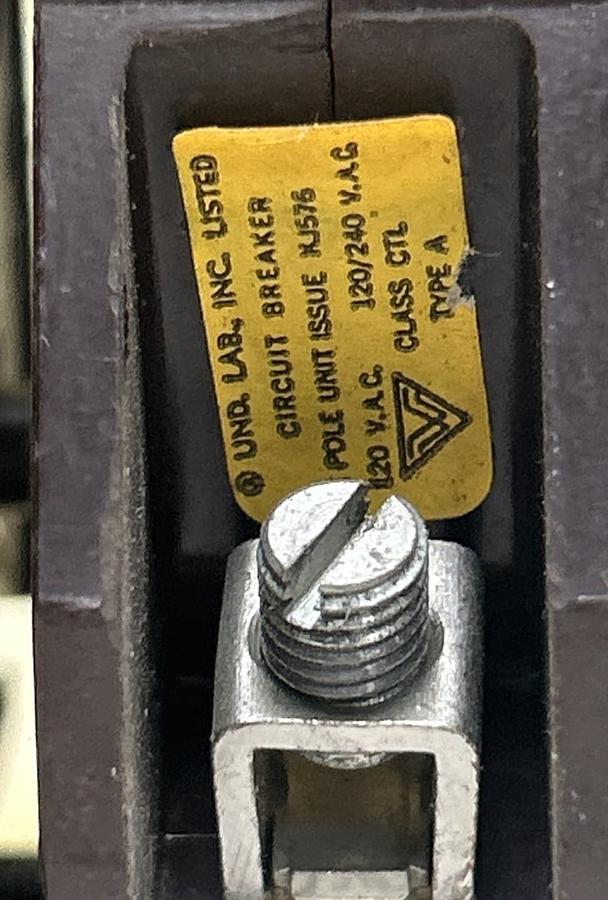 UND. LAB., INC. LISTED
CIRCUIT BREAKER
POLE UNIT ISSUE KJ576
120 V.A.C. 120/240 V.A.C.
CLASS CTL
TYPE A